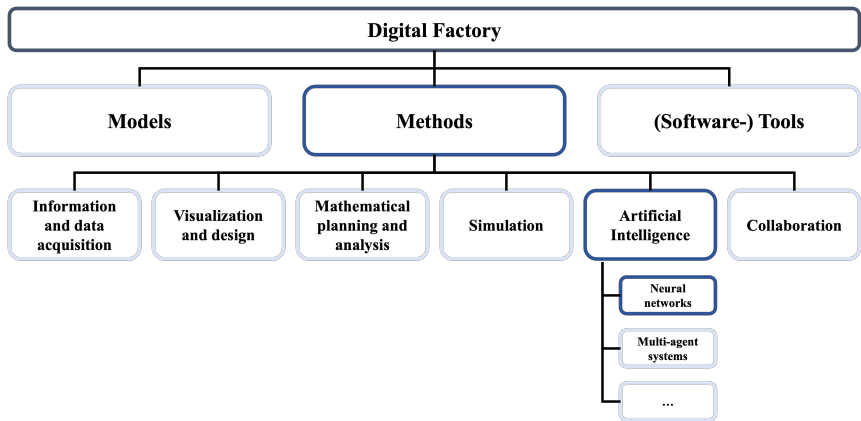 Digital Factory
Models
Methods
(Software-) Tools
Information
and data
acquisition
Visualization
and design
Mathematical
planning and
analysis
Simulation
Artificial
Intelligence
Collaboration
Neural
networks
Multi-agent
systems
...